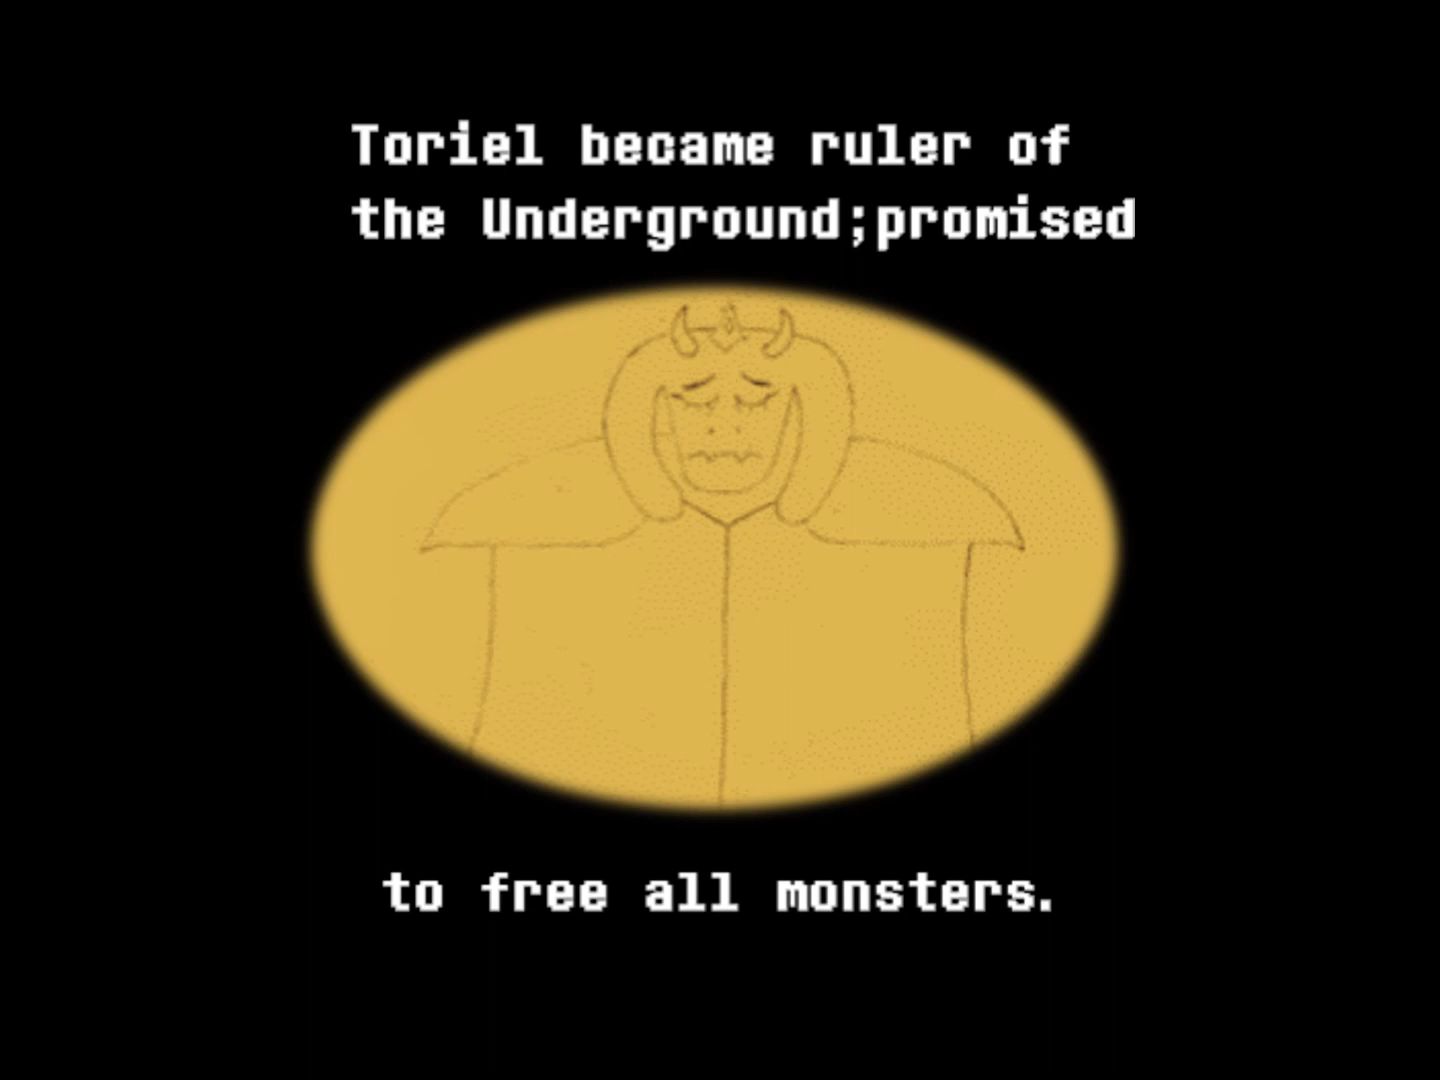 Toriel became ruler of
the Underground;promised
to free all monsters.